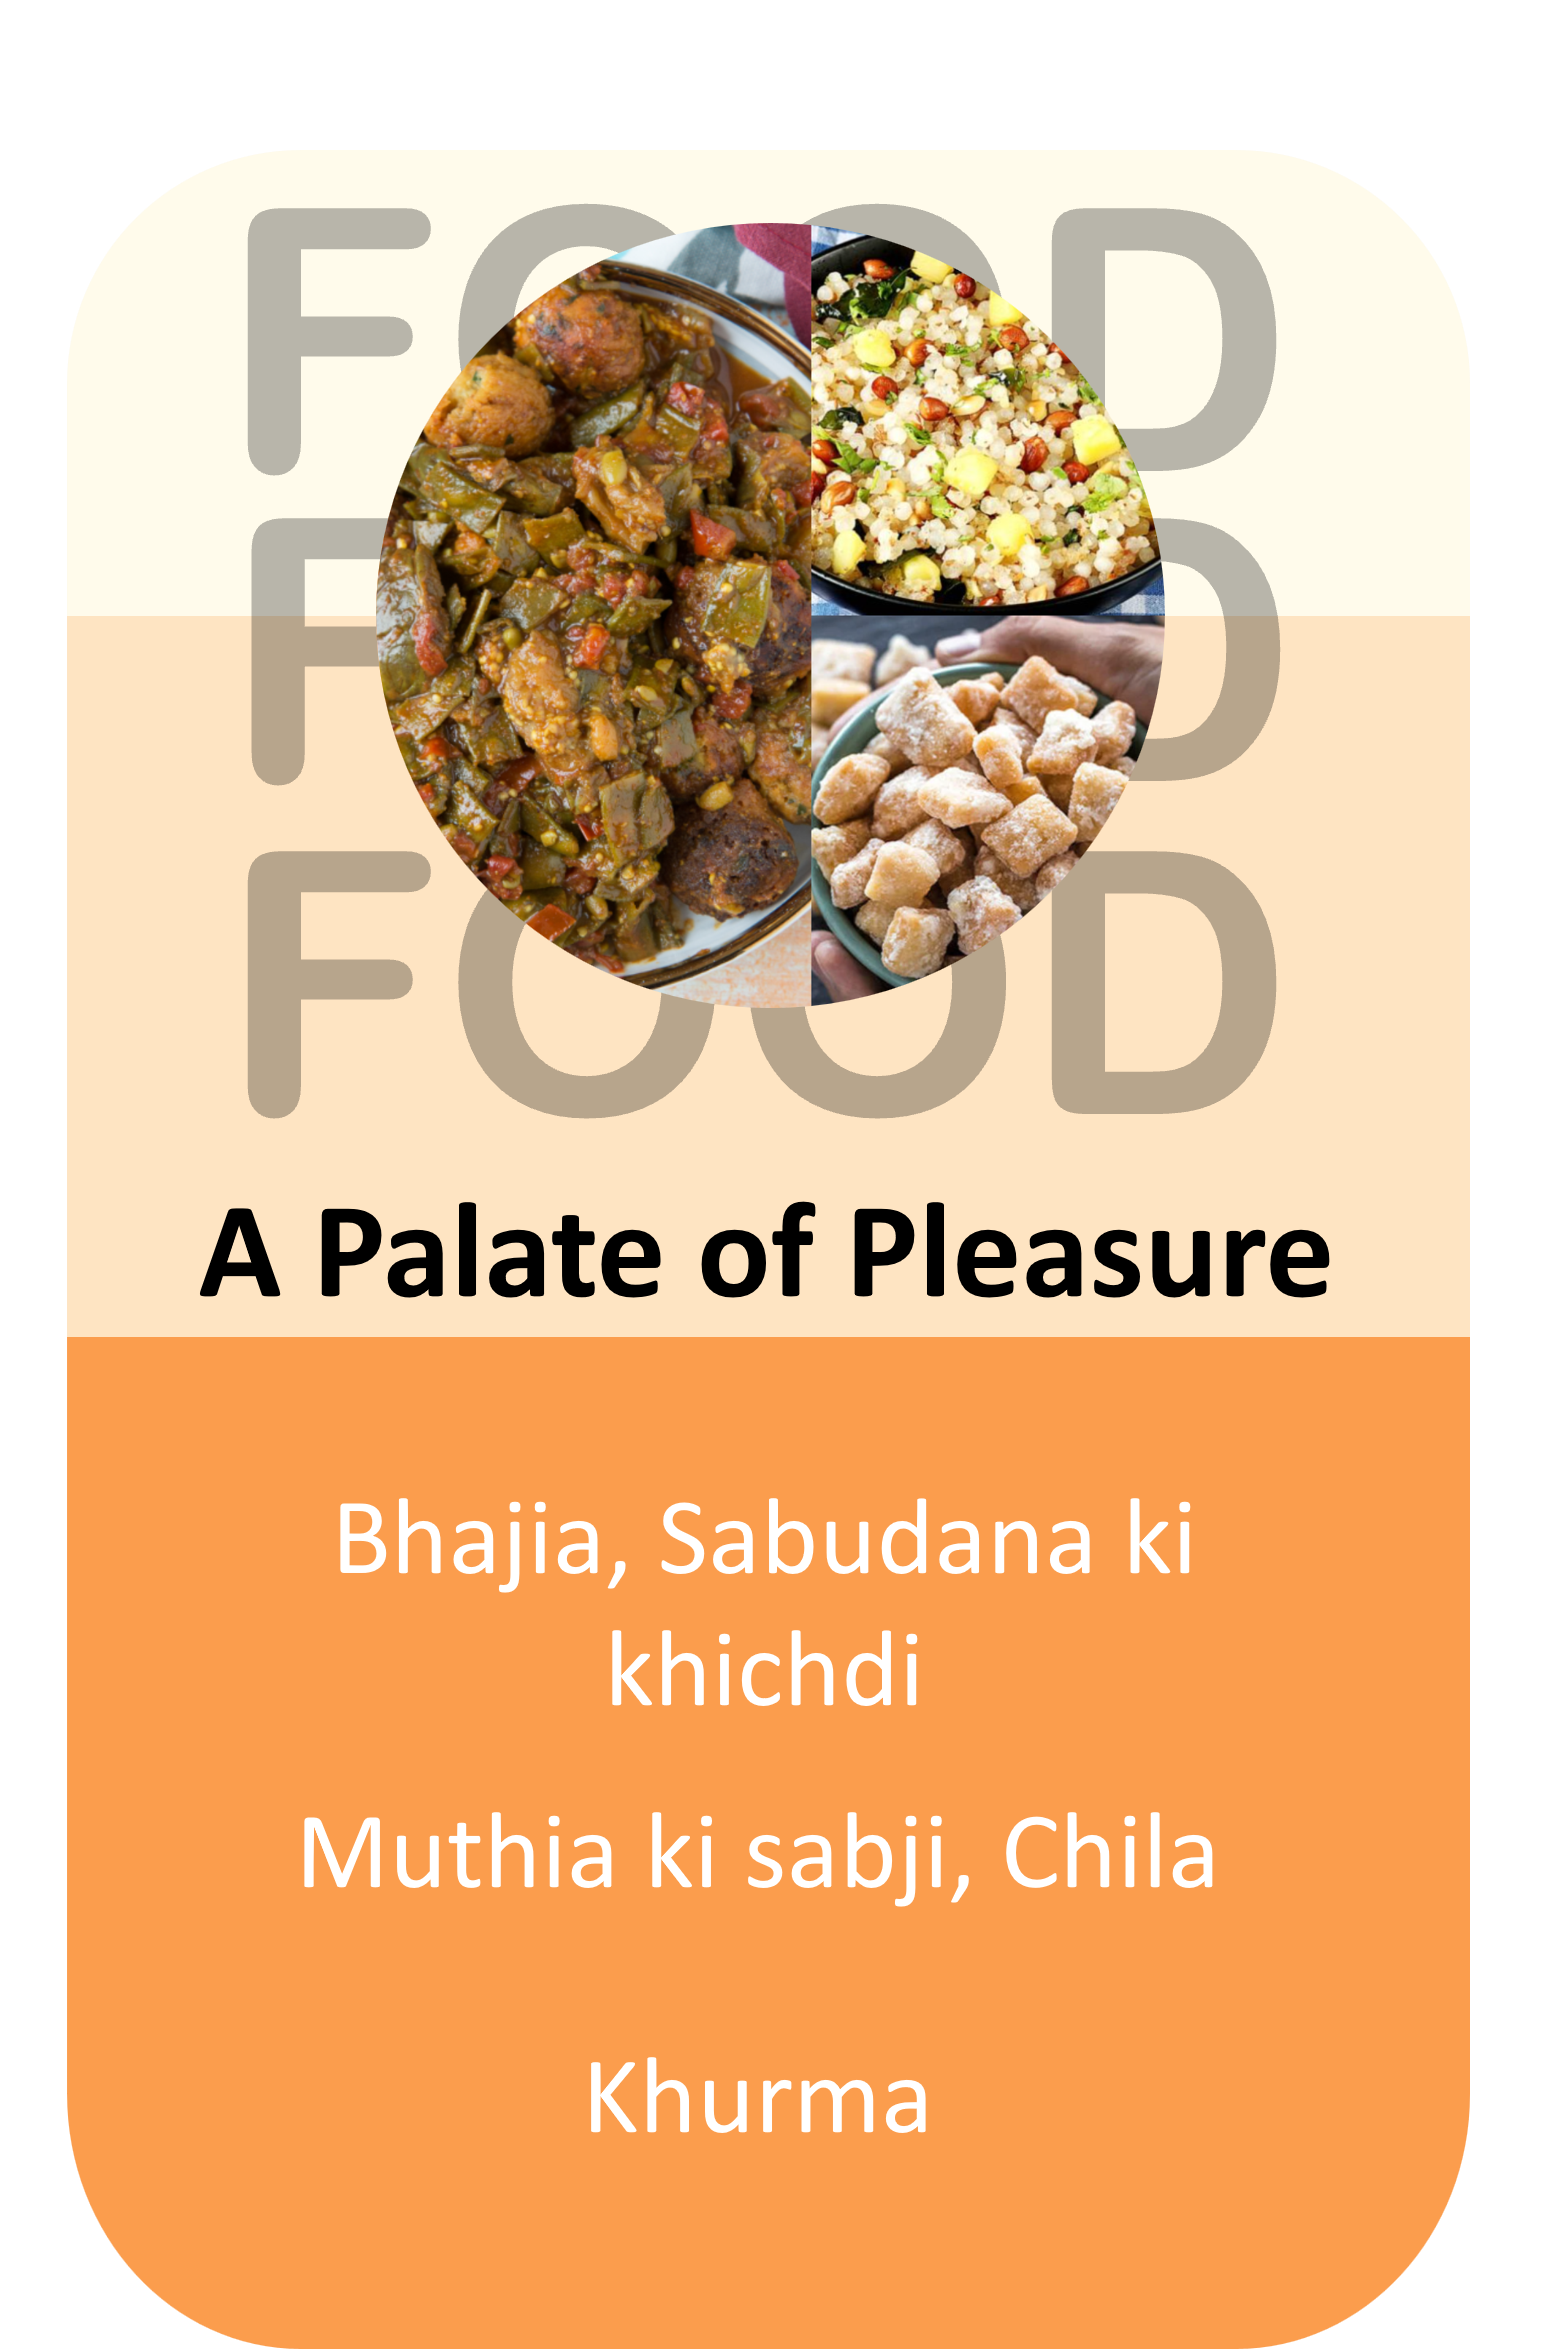 FOOD
FOOD
FOOD
A Palate of Pleasure
Bhajia, Sabudana ki
khichdi
Muthia ki sabji, Chila
Khurma